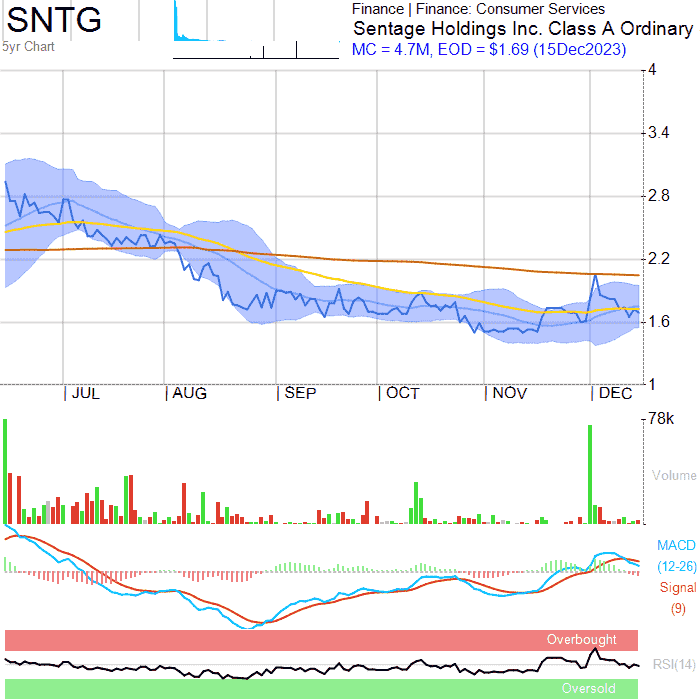 SNTG
5yr Chart
Finance | Finance: Consumer Services
Sentage Holdings Inc. Class A Ordinary
MC = 4.7M, EOD = $1.69 (15Dec2023)
4
3.4
2.8
2.2
1.6
1
JUL
AUG
SEP
OCT
NOV
DEC
78k
Volume
MACD
(12-26)
Signal
(9)
Overbought
RSI(14)
Oversold